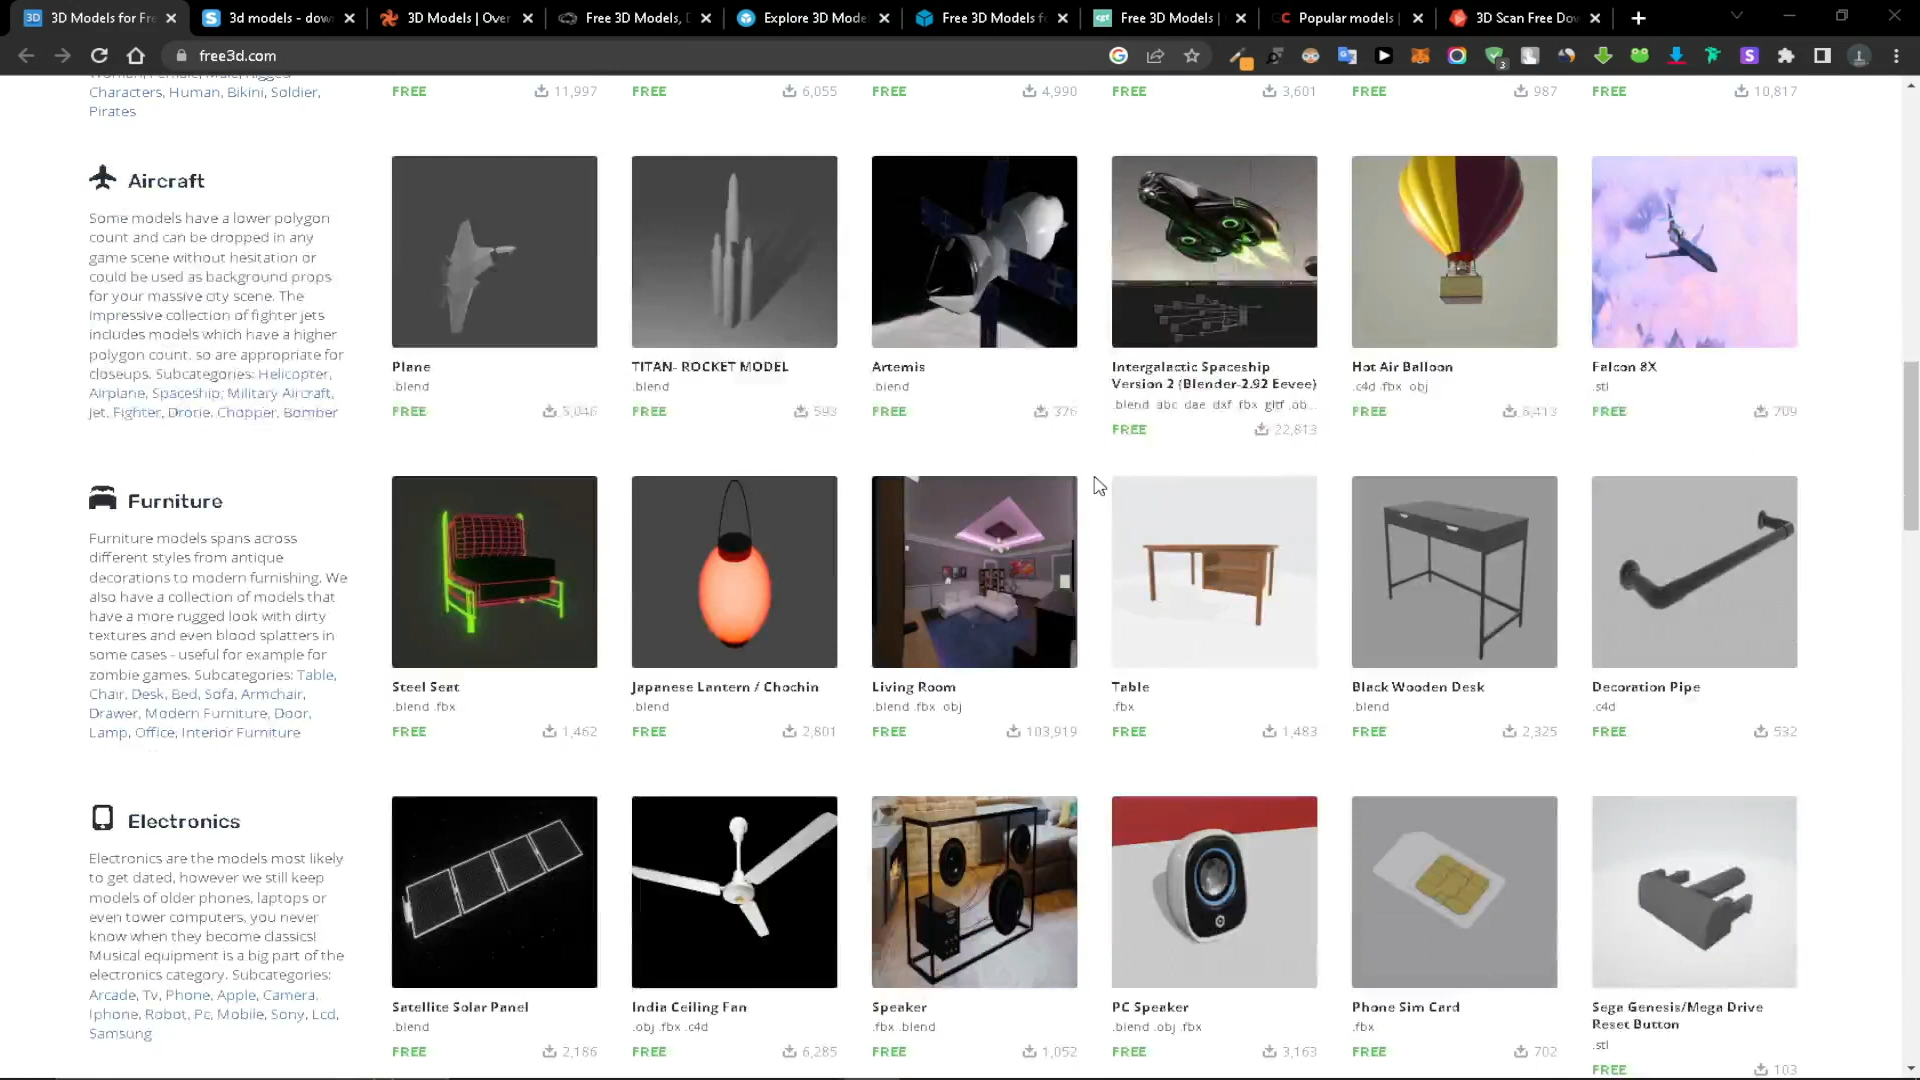 3D Models for Fre
3d models - dow
3D Models | Over
Free 3D Models, D
Explore 3D Mode
Free 3D Models fo
Free 3D Models |
Popular models
3D Scan Free Dow
free3d.com
Characters, Human, Bikini, Soldier,
Pirates
FREE 11,997
FREE 6,055
FREE 4,990
FREE 3,601
FREE 987
FREE 10,817
Aircraft
Some models have a lower polygon
count and can be dropped in any
game scene without hesitation or
could be used as background props
for your massive city scene. The
impressive collection of fighter jets
includes models which have a higher
polygon count. so are appropriate for
closeups. Subcategories: Helicopter,
Airplane, Spaceship, Military Aircraft,
Jet, Fighter, Drone, Chopper, Bomber
Plane
.blend
FREE 5,046
TITAN- ROCKET MODEL
.blend
FREE 593
Artemis
.blend
FREE 376
Intergalactic Spaceship
Version 2 (Blender-2.92 Eevee)
.blend .abc .dae .dxf .fbx .gltf .ob...
FREE 22,813
Hot Air Balloon
.c4d .fbx .obj
FREE 6,413
Falcon 8X
.stl
FREE 709
Furniture
Furniture models spans across
different styles from antique
decorations to modern furnishing. We
also have a collection of models that
have a more rugged look with dirty
textures and even blood splatters in
some cases - useful for example for
zombie games. Subcategories: Table,
Chair, Desk, Bed, Sofa, Armchair,
Drawer, Modern Furniture, Door,
Lamp, Office, Interior Furniture
Steel Seat
.blend .fbx
FREE 1,462
Japanese Lantern / Chochin
.blend
FREE 2,801
Living Room
.blend .fbx .obj
FREE 103,919
Table
.fbx
FREE 1,483
Black Wooden Desk
.blend
FREE 2,325
Decoration Pipe
.c4d
FREE 532
Electronics
Electronics are the models most likely
to get dated, however we still keep
models of older phones, laptops or
even tower computers, you never
know when they become classics!
Musical equipment is a big part of the
electronics category. Subcategories:
Arcade, Tv, Phone, Apple, Camera,
Iphone, Robot, Pc, Mobile, Sony, Lcd,
Samsung
Satellite Solar Panel
.blend
FREE 2,186
India Ceiling Fan
.obj .fbx .c4d
FREE 6,285
Speaker
.fbx .blend
FREE 1,052
PC Speaker
.blend .obj .fbx
FREE 3,163
Phone Sim Card
.fbx
FREE 702
Sega Genesis/Mega Drive
Reset Button
.stl
FREE 103